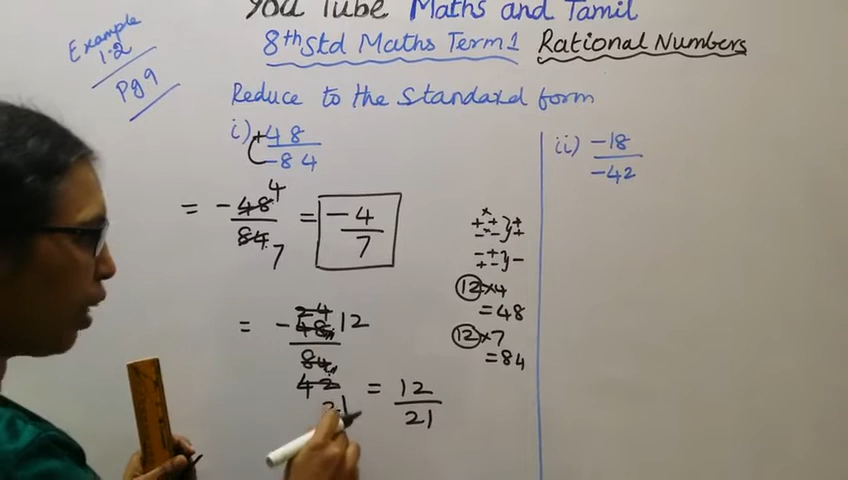 You Tube Maths and Tamil
8th Std Maths Term 1 Rational Numbers
Example
1.2
Pg 9
Reduce to the Standard form
i) +48
-84
ii) -18
-42
= -48 4 = -4
84 7 7
+ × +
- × - } +
- +
+ - } -
12×4
=48
12×7
=84
24
= -48 12
84
42 = 12
21 21